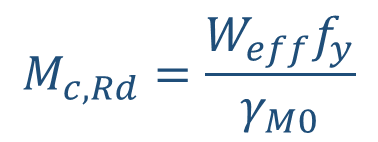 M_{c,Rd} = \frac{W_{eff} f_y}{\gamma_{M0}}